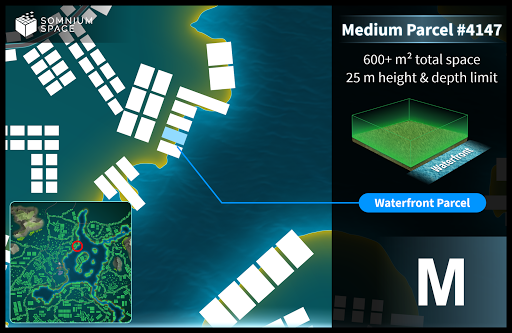 SOMNIUM
SPACE
Medium Parcel #4147
600+ m² total space
25 m height & depth limit
Waterfront
Waterfront Parcel
M